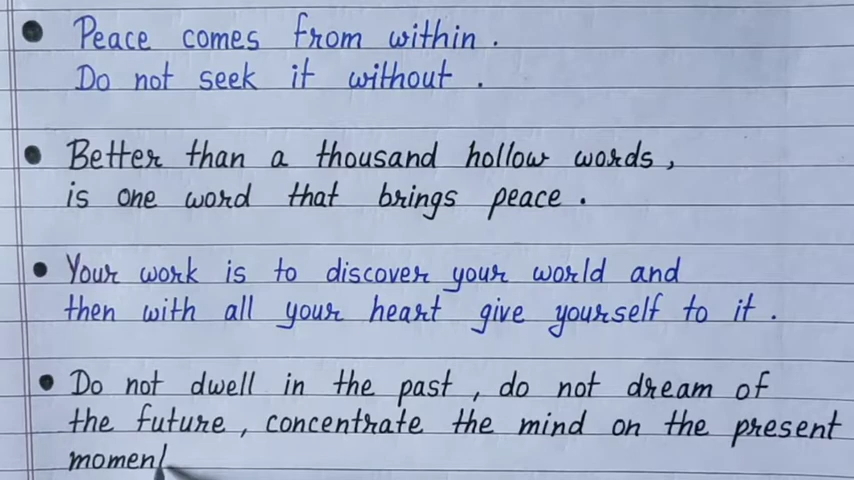 Peace comes from within.
Do not seek it without.
Better than a thousand hollow words,
is one word that brings peace.
Your work is to discover your world and
then with all your heart give yourself to it.
Do not dwell in the past, do not dream of
the future, concentrate the mind on the present
momen